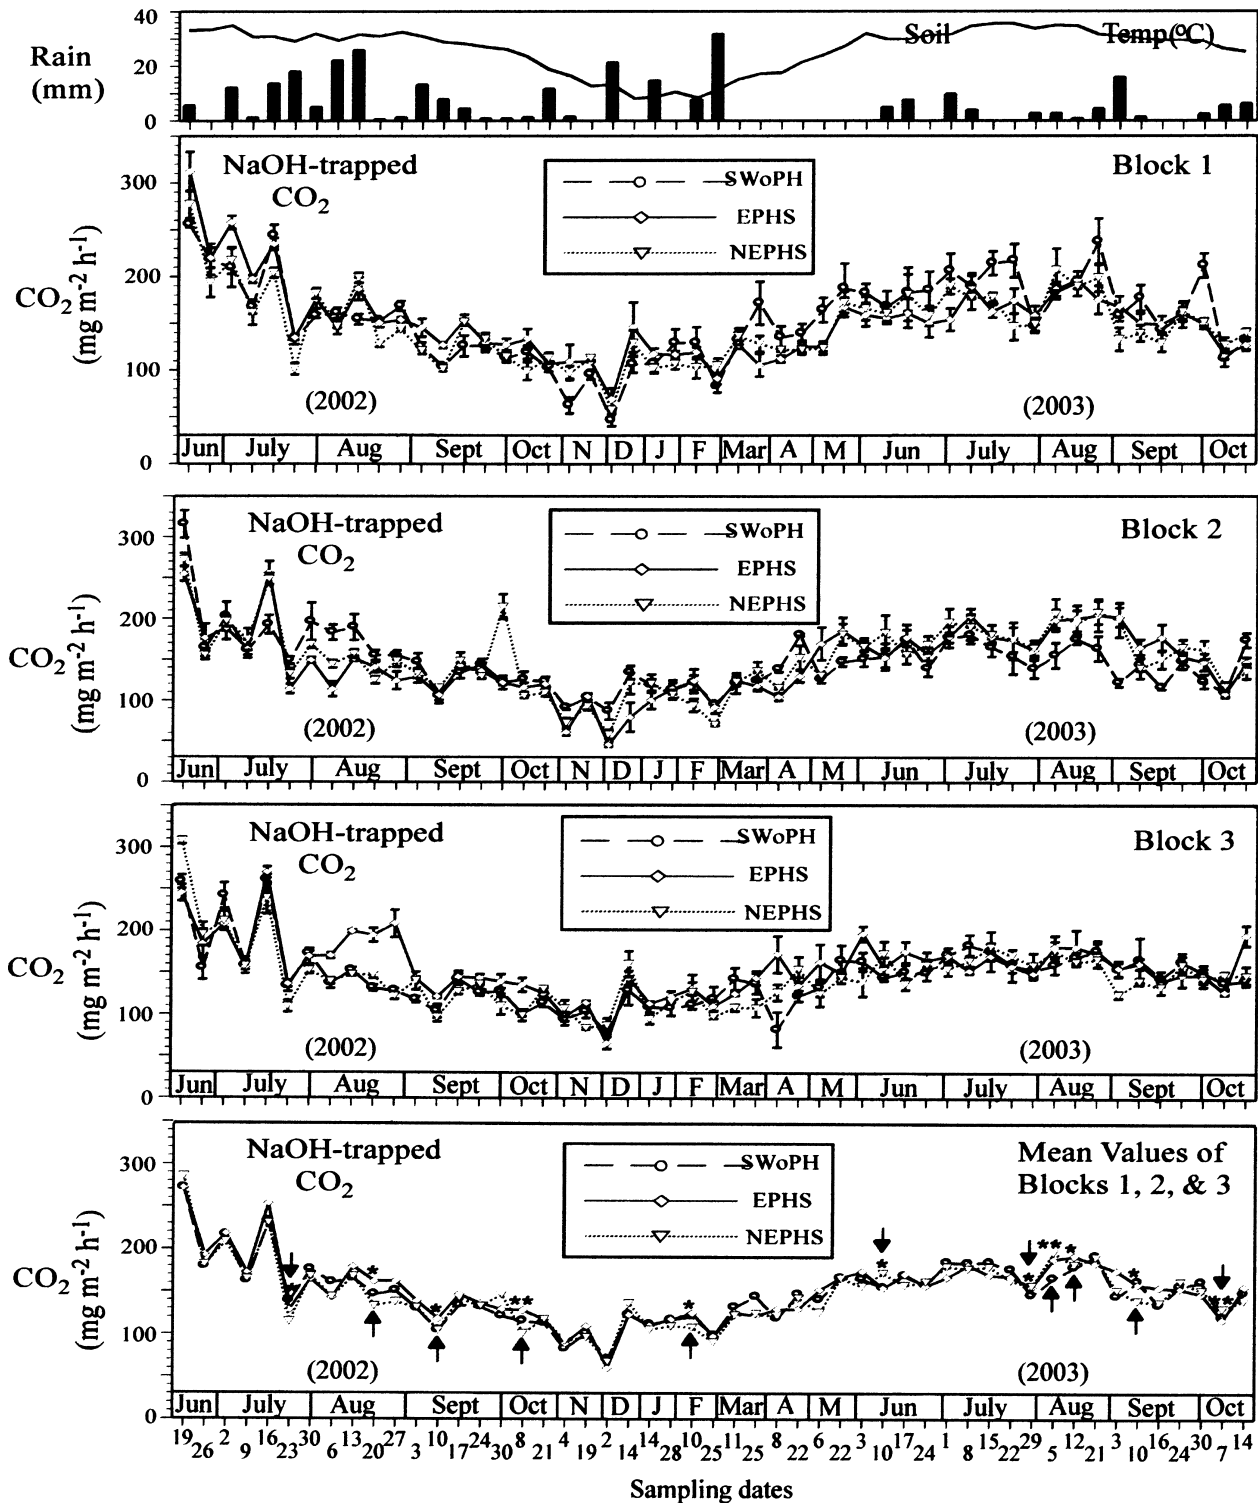 40
Rain
(mm)
20
0
Soil Temp(°C)
NaOH-trapped
CO2
SWoPH
EPHS
NEPHS
Block 1
300
200
100
0
CO2
(mg m-2 h-1)
(2002)
(2003)
Jun July Aug Sept Oct N D J F Mar A M Jun July Aug Sept Oct
NaOH-trapped
CO2
SWoPH
EPHS
NEPHS
Block 2
300
200
100
0
CO2
(mg m-2 h-1)
(2002)
(2003)
Jun July Aug Sept Oct N D J F Mar A M Jun July Aug Sept Oct
NaOH-trapped
CO2
SWoPH
EPHS
NEPHS
Block 3
300
200
100
0
CO2
(mg m-2 h-1)
(2002)
(2003)
Jun July Aug Sept Oct N D J F Mar A M Jun July Aug Sept Oct
NaOH-trapped
CO2
SWoPH
EPHS
NEPHS
Mean Values of
Blocks 1, 2, & 3
300
200
100
0
CO2
(mg m-2 h-1)
* * * ** * * * ** * * **
(2002)
(2003)
Jun July Aug Sept Oct N D J F Mar A M Jun July Aug Sept Oct
19 26 2 9 16 23 30 6 13 20 27 3 10 17 24 30 8 21 4 19 2 14 14 28 10 25 11 25 8 22 6 22 3 10 17 24 1 8 15 22 29 5 12 21 3 10 16 24 30 7 14
Sampling dates